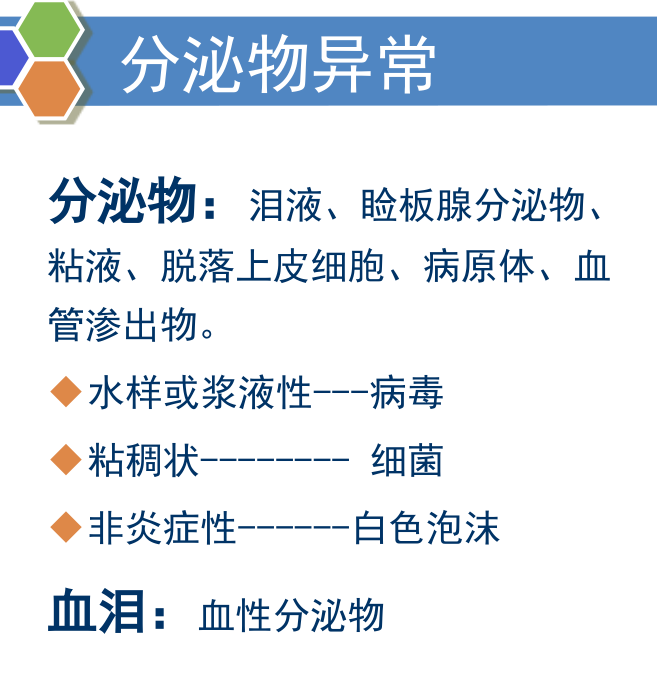 分泌物异常
分泌物：泪液、睑板腺分泌物、
粘液、脱落上皮细胞、病原体、血
管渗出物。
水样或浆液性---病毒
粘稠状-------- 细菌
非炎症性------白色泡沫
血泪：血性分泌物